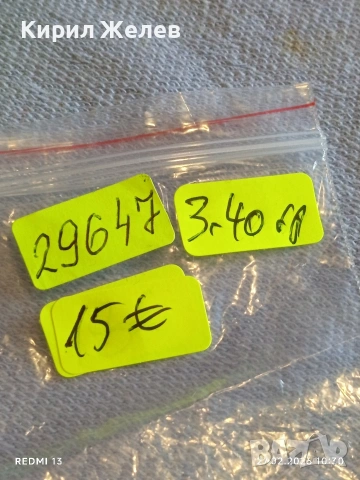 Кирил Желев
29647
3.40 гр
15 €
REDMI 13